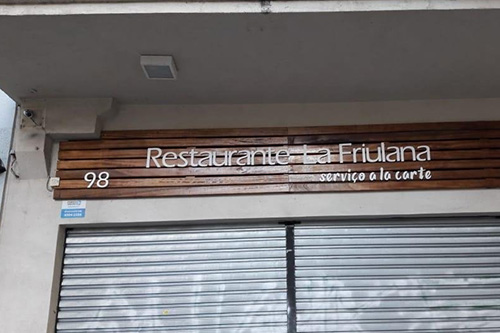 Restaurante La Friulana
98
serviço a la carte